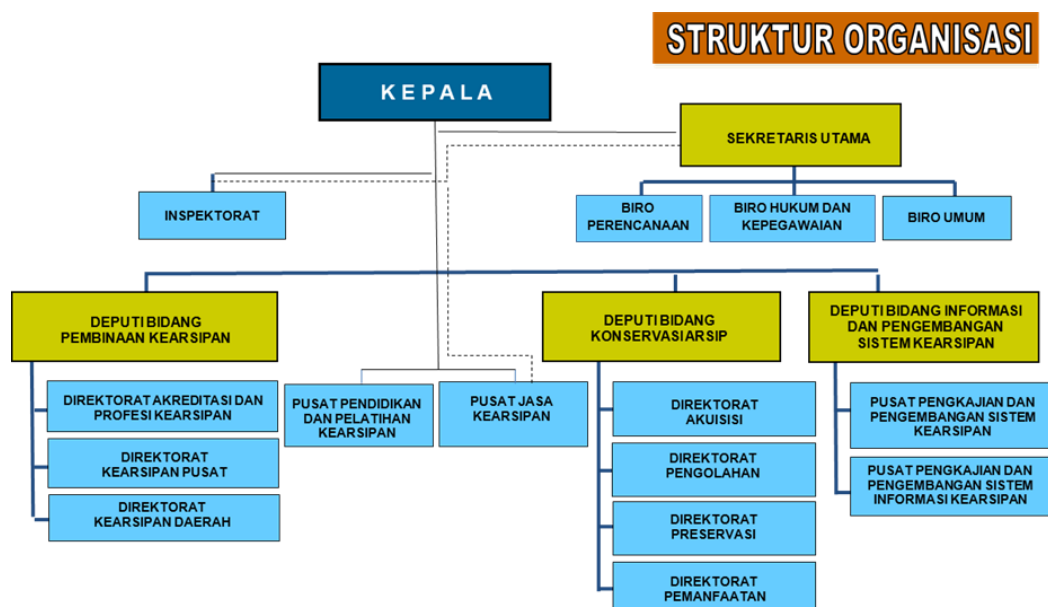 STRUKTUR ORGANISASI
KEPALA
SEKRETARIS UTAMA
INSPEKTORAT
BIRO
PERENCANAAN
BIRO HUKUM DAN
KEPEGAWAIAN
BIRO UMUM
DEPUTI BIDANG
PEMBINAAN KEARSIPAN
DEPUTI BIDANG
KONSERVASI ARSIP
DEPUTI BIDANG INFORMASI
DAN PENGEMBANGAN
SISTEM KEARSIPAN
DIREKTORAT AKREDITASI DAN
PROFESI KEARSIPAN
DIREKTORAT
KEARSIPAN PUSAT
DIREKTORAT
KEARSIPAN DAERAH
PUSAT PENDIDIKAN
DAN PELATIHAN
KEARSIPAN
PUSAT JASA
KEARSIPAN
DIREKTORAT
AKUISISI
DIREKTORAT
PENGOLAHAN
DIREKTORAT
PRESERVASI
DIREKTORAT
PEMANFAATAN
PUSAT PENGKAJIAN DAN
PENGEMBANGAN SISTEM
KEARSIPAN
PUSAT PENGKAJIAN DAN
PENGEMBANGAN SISTEM
INFORMASI KEARSIPAN